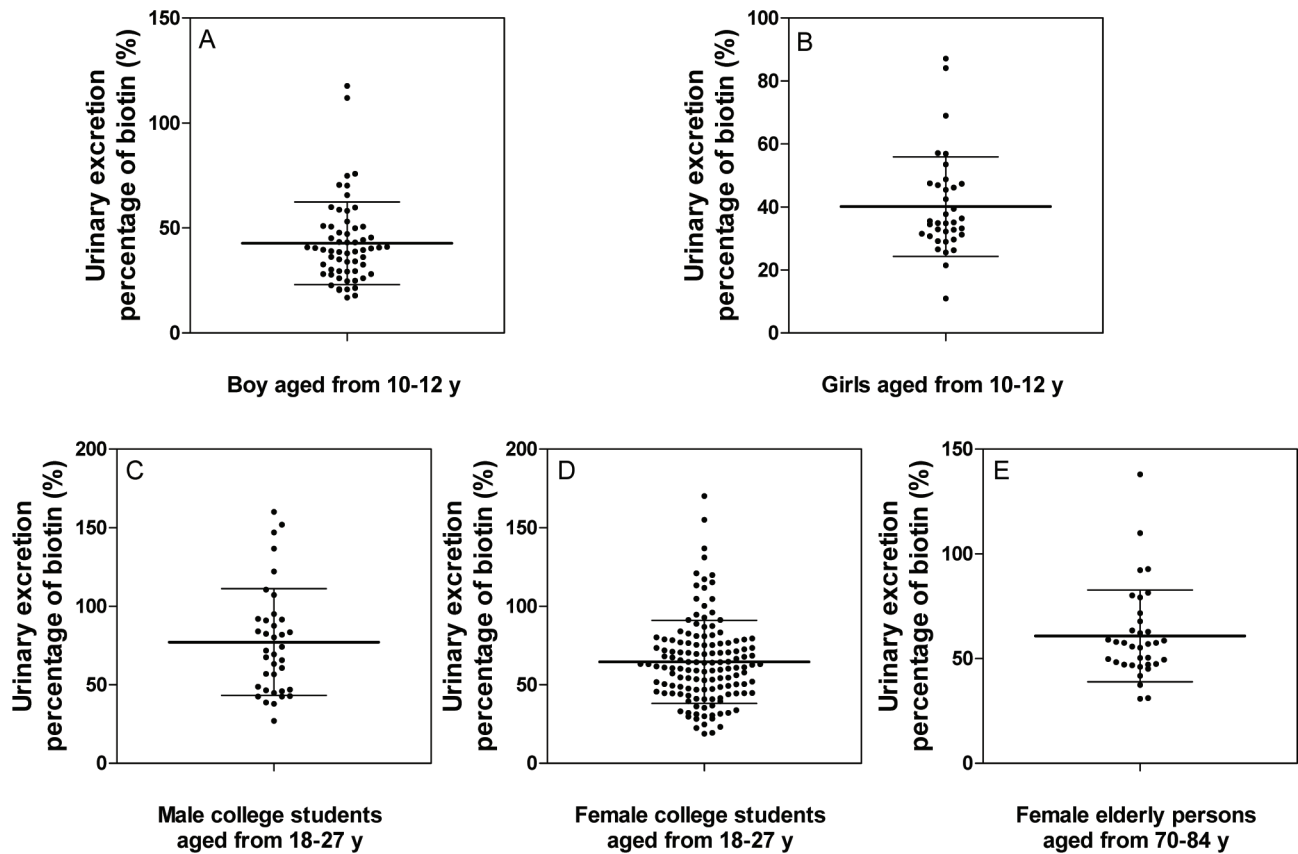 A
Urinary excretion
percentage of biotin (%)
150
100
50
0
Boy aged from 10-12 y
B
Urinary excretion
percentage of biotin (%)
100
80
60
40
20
0
Girls aged from 10-12 y
C
Urinary excretion
percentage of biotin (%)
200
150
100
50
0
Male college students
aged from 18-27 y
D
Urinary excretion
percentage of biotin (%)
200
150
100
50
0
Female college students
aged from 18-27 y
E
Urinary excretion
percentage of biotin (%)
150
100
50
0
Female elderly persons
aged from 70-84 y